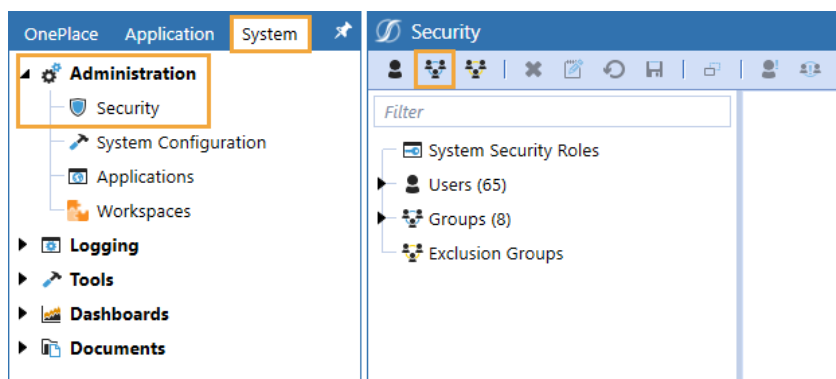 OnePlace Application System
Administration
Security
System Configuration
Applications
Workspaces
Logging
Tools
Dashboards
Documents
Security
Filter
System Security Roles
Users (65)
Groups (8)
Exclusion Groups